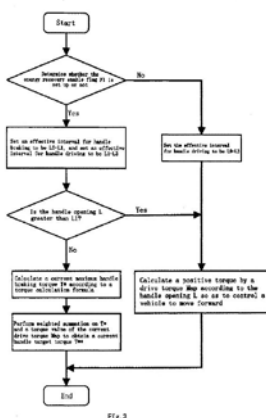 Start
Determine whether the
energy recovery enable flag F1 is
set up or not
No
Yes
Set an effective interval for handle
braking to be L0-L1, and set an effective
interval for handle driving to be L1-L2
Set the effective interval
for handle driving to be L0-L2
Is the handle opening L
greater than L1?
Yes
No
Calculate a current maximum handle
braking torque T* according to a
torque calculation formula
Calculate a positive torque by a
drive torque Map according to the
handle opening L so as to control a
vehicle to move forward
Perform weighted summation on T*
and a torque value of the current
drive torque Map to obtain a current
handle target torque T**
End